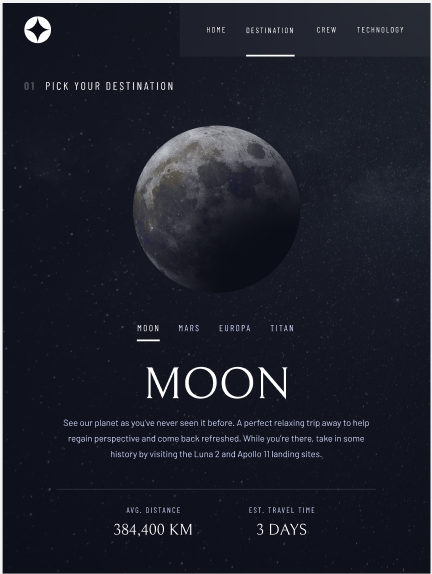 HOME DESTINATION CREW TECHNOLOGY
01 PICK YOUR DESTINATION
MOON MARS EUROPA TITAN
MOON
See our planet as you've never seen it before. A perfect relaxing trip away to help
regain perspective and come back refreshed. While you're there, take in some
history by visiting the Luna 2 and Apollo 11 landing sites.
AVG. DISTANCE EST. TRAVEL TIME
384,400 KM 3 DAYS